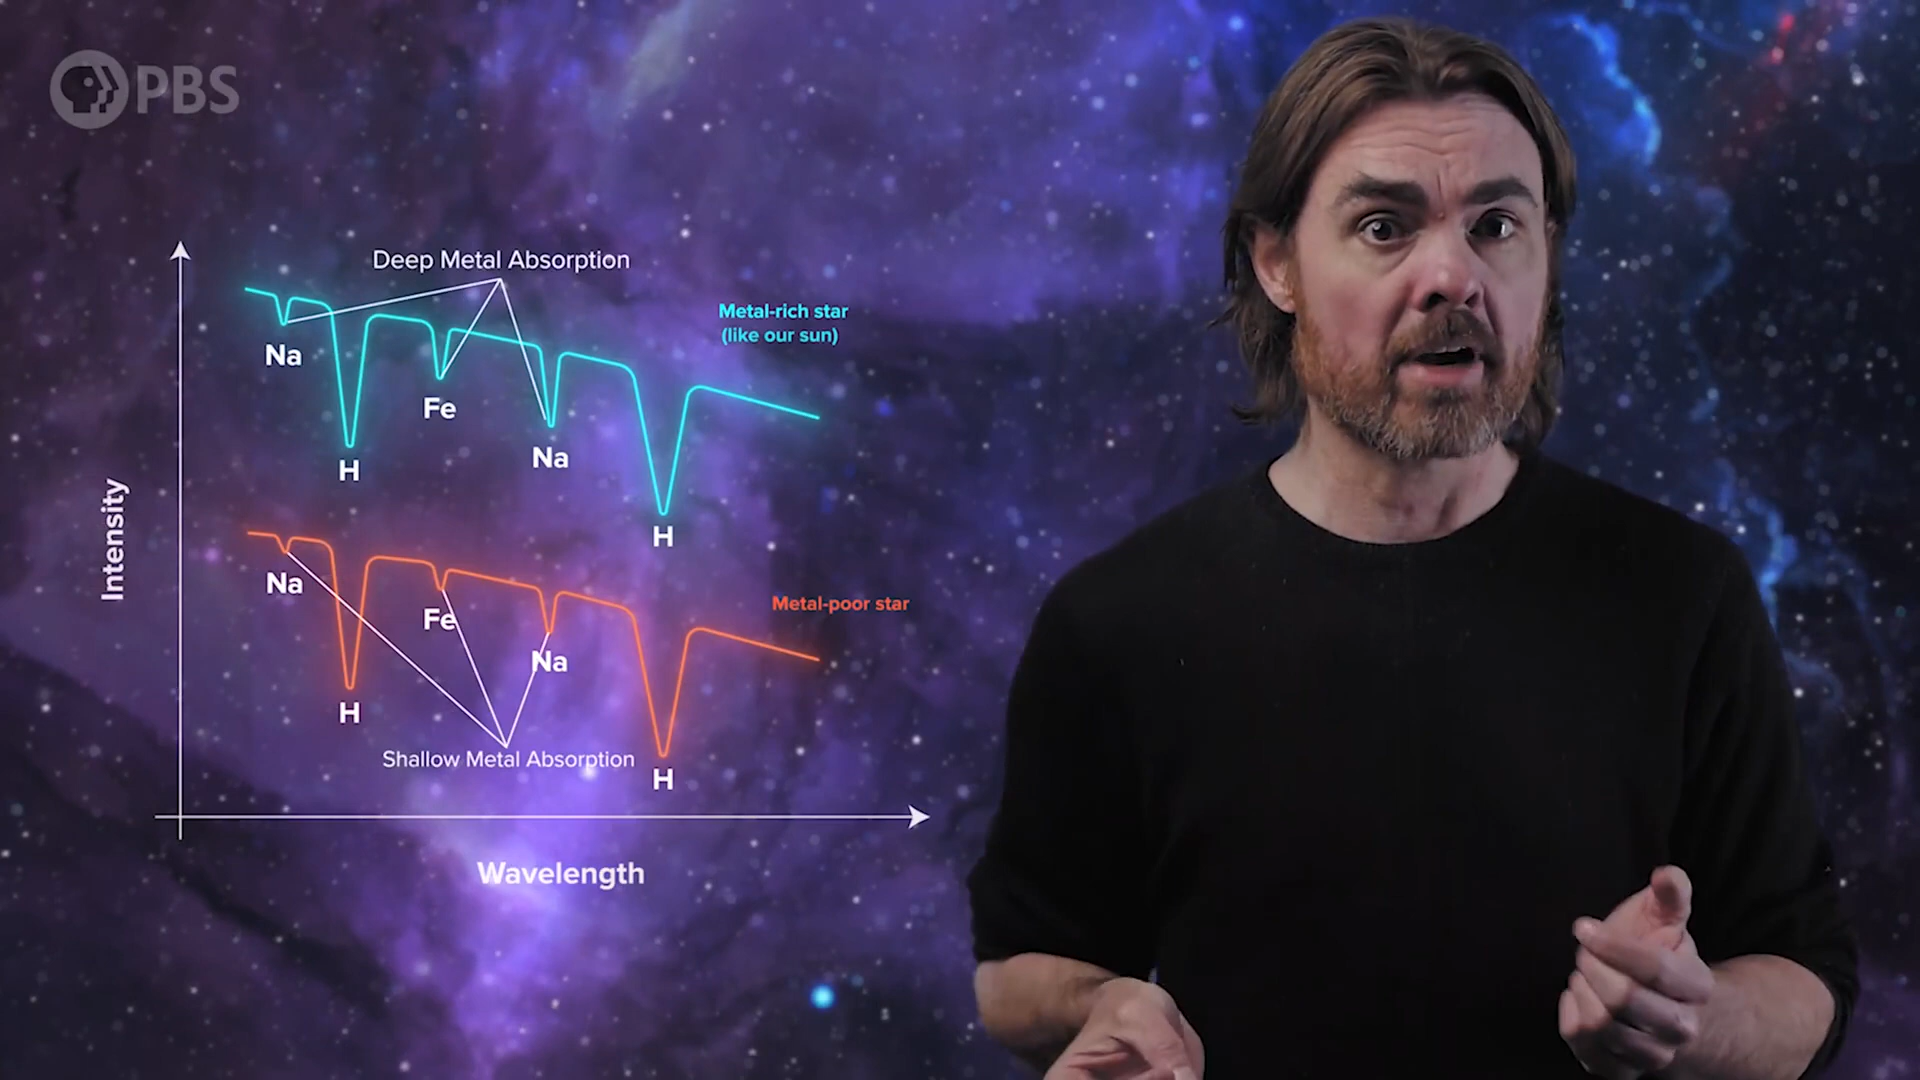 PBS
Deep Metal Absorption
Metal-rich star
(like our sun)
Na
Fe
Na
H
H
Intensity
Na
Fe
Metal-poor star
Na
H
Shallow Metal Absorption
H
Wavelength